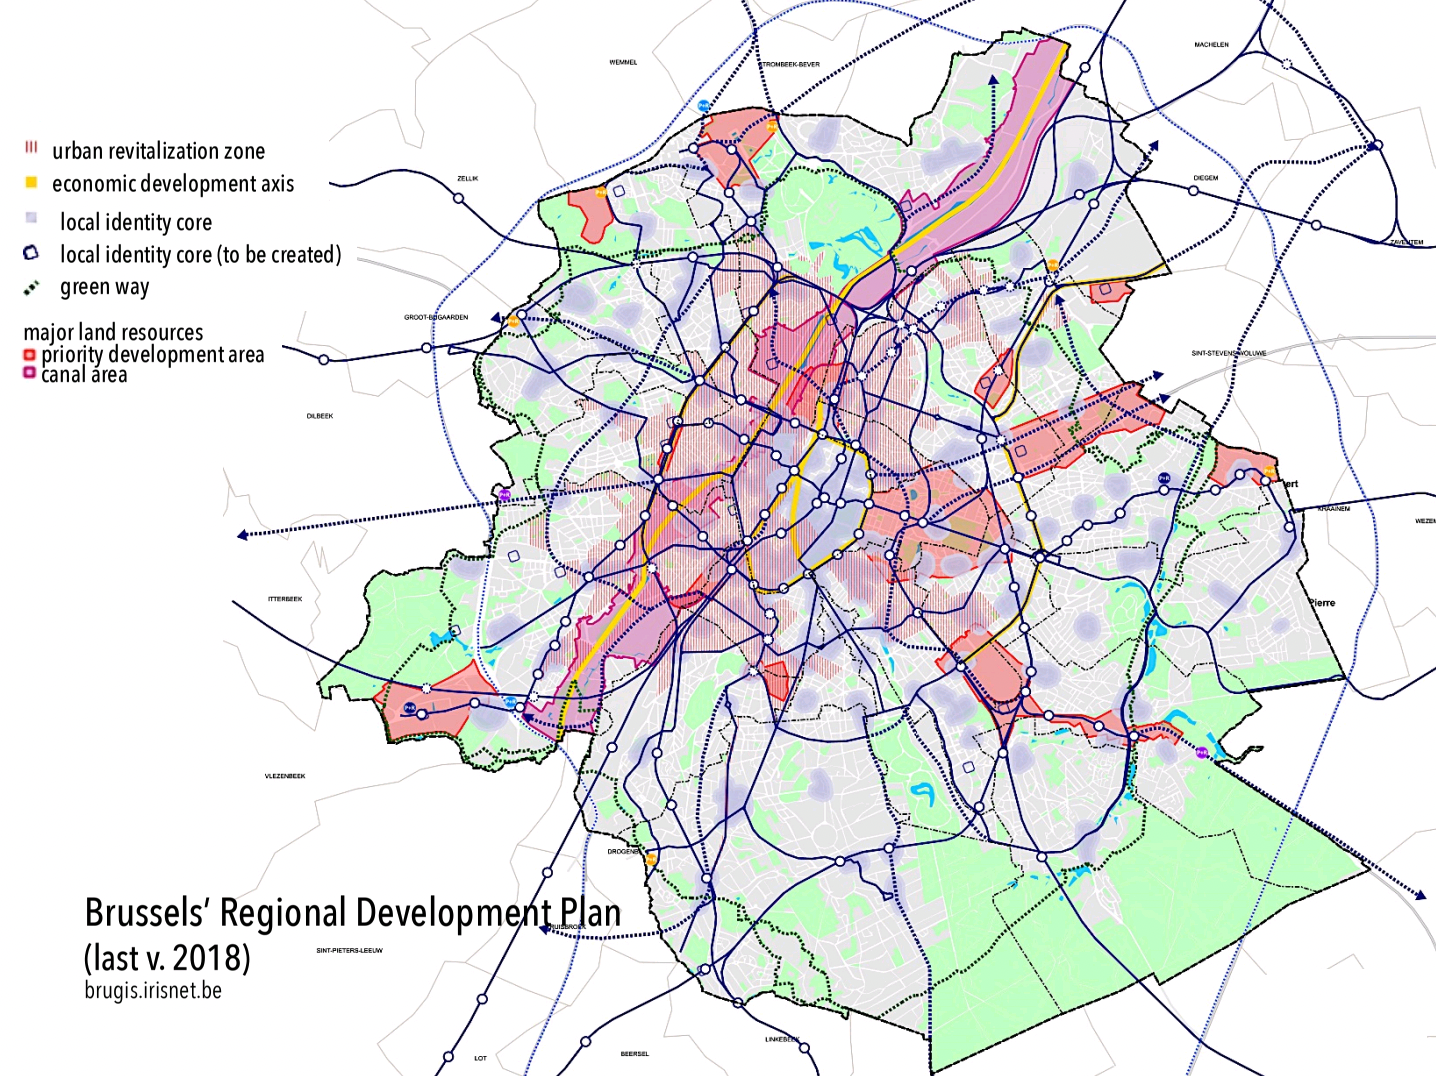 MACHELEN
WEMMEL
STROMBEEK-BEVER
urban revitalization zone
economic development axis
ZELLIK
DIEGEM
local identity core
local identity core (to be created)
ZAVENTEM
green way
GROOT-BIJGAARDEN
major land resources
priority development area
canal area
SINT-STEVENS-WOLUWE
DILBEEK
P+R
P+R
ert
KRAAINEM
WEZEM
ITTERBEEK
Pierre
P+R
P+R
P+R
VLEZENBEEK
DROGENB
Brussels’ Regional Development Plan
RUISBROEK
(last v. 2018)
SINT-PIETERS-LEEUW
brugis.irisnet.be
LINKEBEEK
BEERSEL
LOT